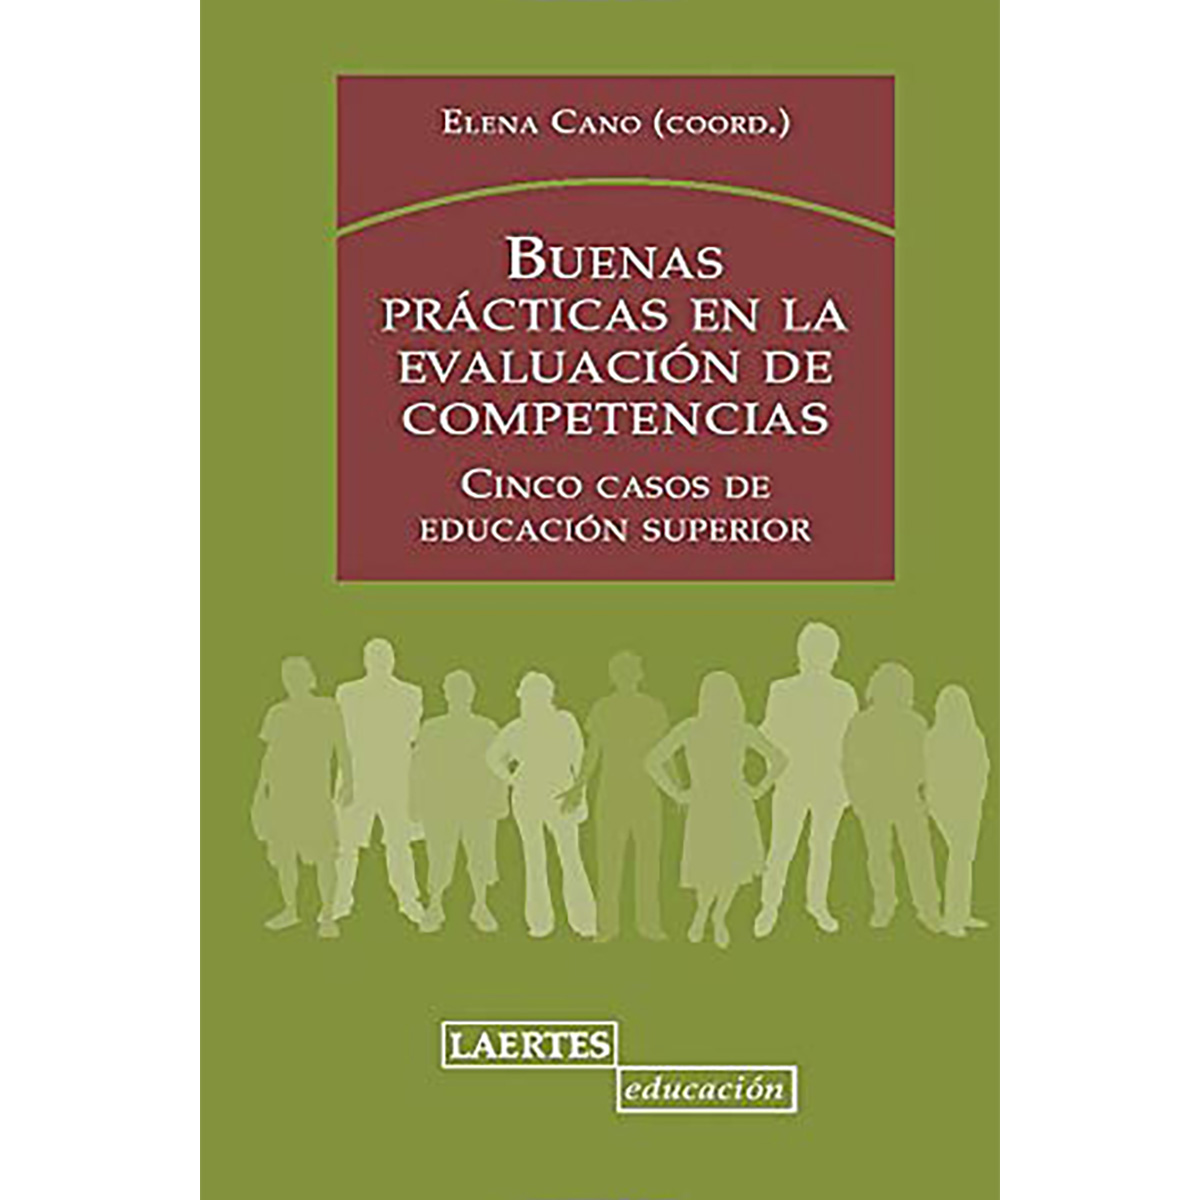 ELENA CANO (COORD.)
BUENAS
PRÁCTICAS EN LA
EVALUACIÓN DE
COMPETENCIAS
CINCO CASOS DE
EDUCACIÓN SUPERIOR
LAERTES
educación